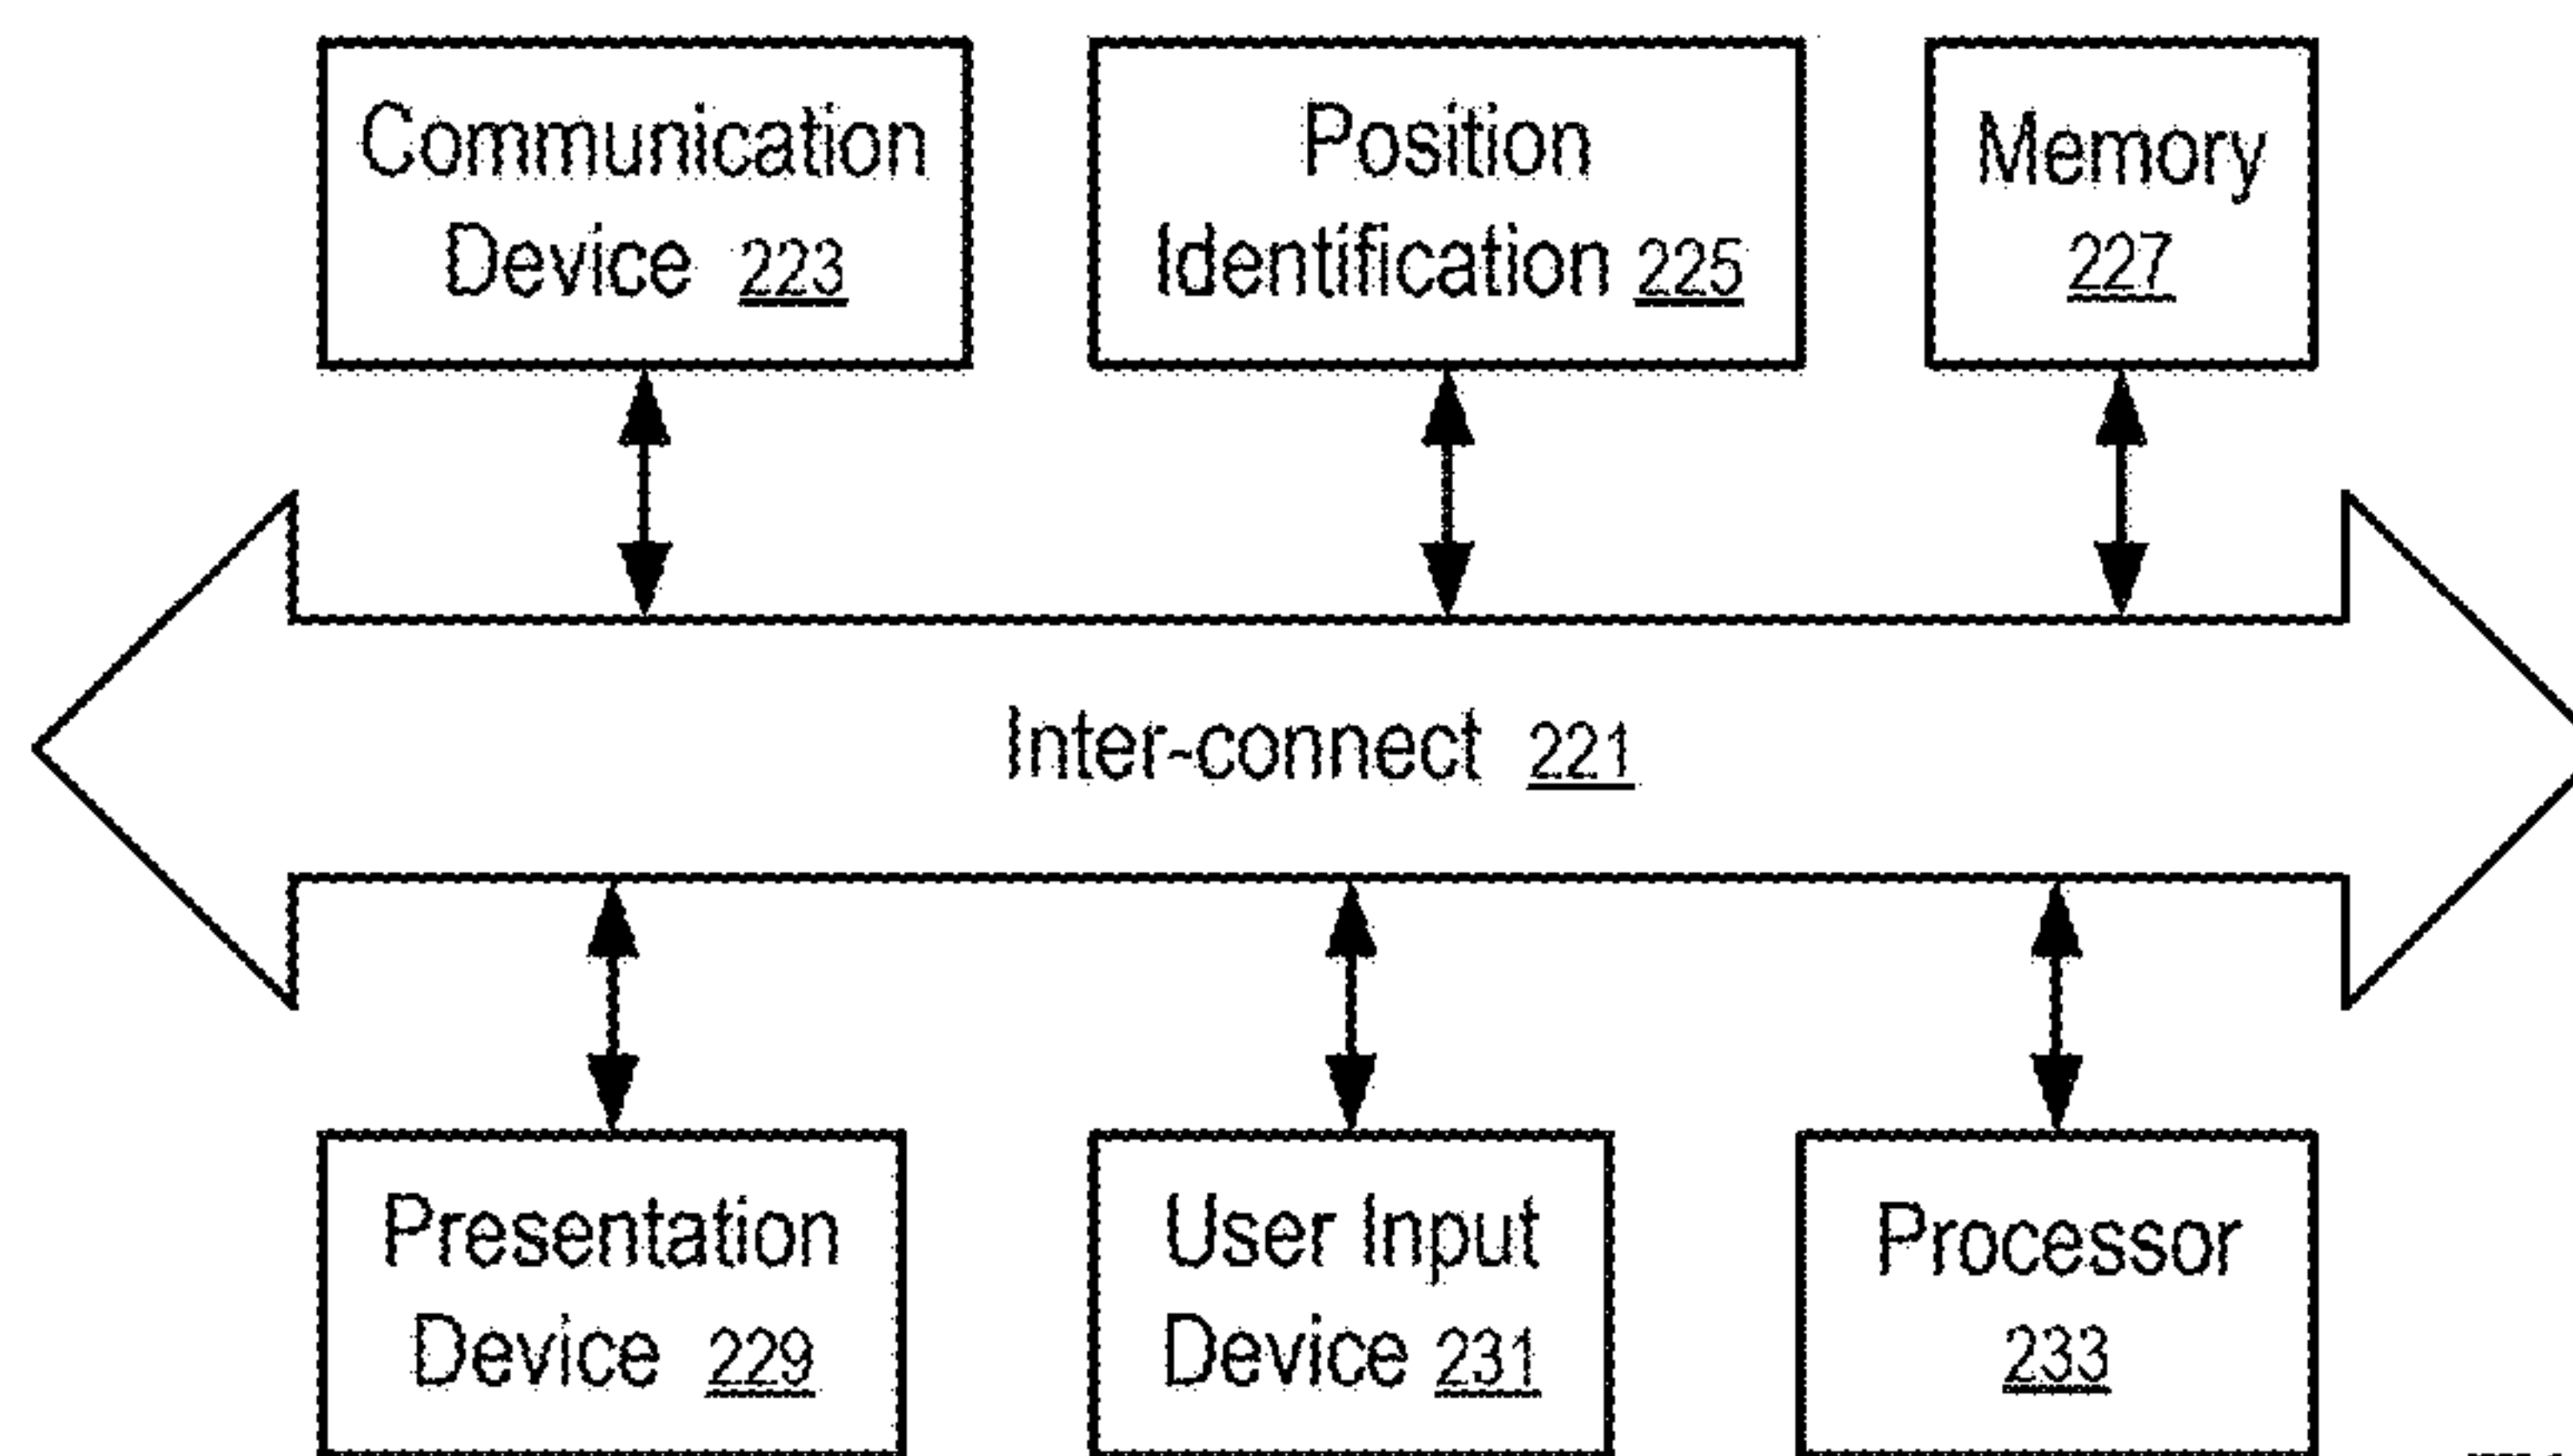 Communication
Device 223
Position
Identification 225
Memory
227
Inter-connect 221
Presentation
Device 229
User Input
Device 231
Processor
233